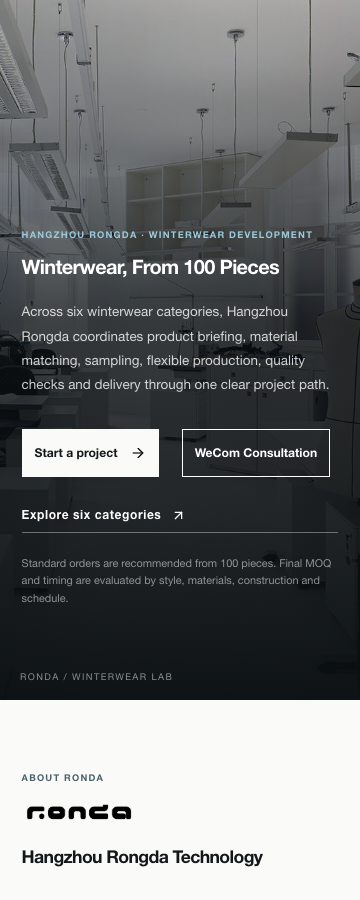 HANGZHOU RONGDA · WINTERWEAR DEVELOPMENT
Winterwear, From 100 Pieces
Across six winterwear categories, Hangzhou
Rongda coordinates product briefing, material
matching, sampling, flexible production, quality
checks and delivery through one clear project path.
Start a project →
WeCom Consultation
Explore six categories ↗
Standard orders are recommended from 100 pieces. Final MOQ
and timing are evaluated by style, materials, construction and
schedule.
RONDA / WINTERWEAR LAB
ABOUT RONDA
ronda
Hangzhou Rongda Technology